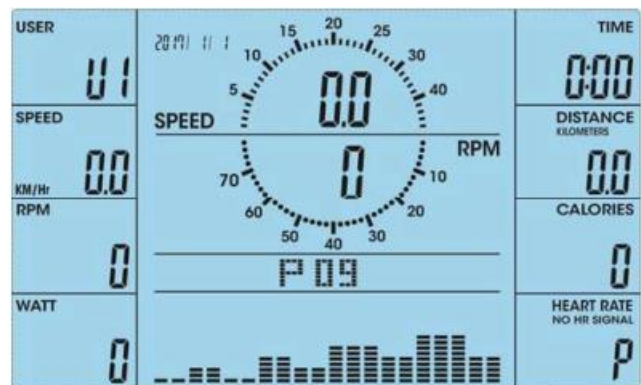 USER
U1
SPEED
KM/Hr 0.0
RPM
0
WATT
0
2017/ 1/ 1
5 10 15 20 25 30 40
SPEED 0.0
0 RPM
70 60 50 40 30 20 10
P 09
TIME
0:00
DISTANCE
KILOMETERS
0.0
CALORIES
0
HEART RATE
NO HR SIGNAL
P